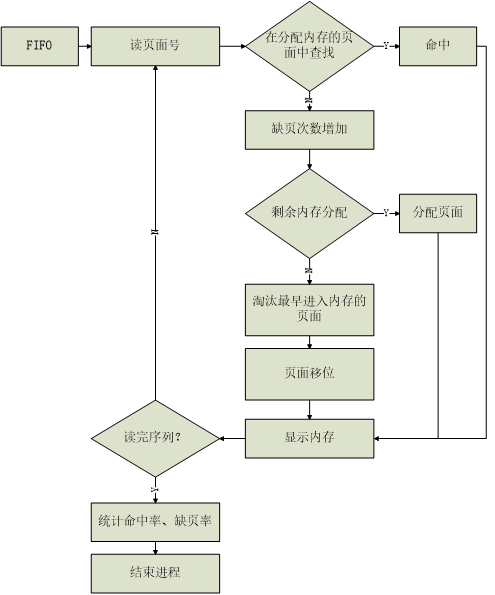 FIFO
读页面号
在分配内存的页
面中查找
Y
命中
N
缺页次数增加
剩余内存分配
Y
分配页面
N
N
淘汰最早进入内存的
页面
页面移位
读完序列？
显示内存
Y
统计命中率、缺页率
结束进程